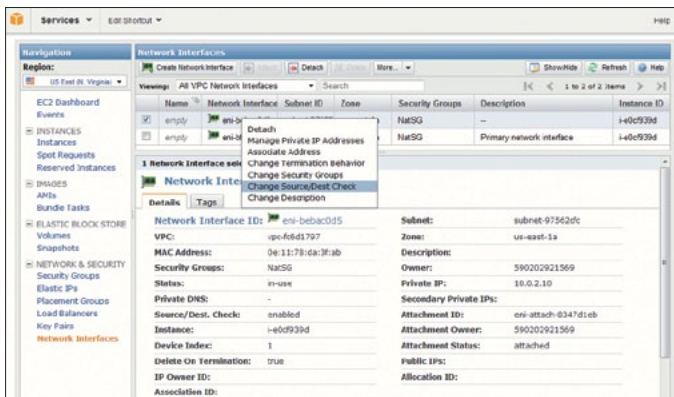 Services Edit Shortcut Help
Navigation
Region:
US East (N. Virginia)
EC2 Dashboard
Events
INSTANCES
Instances
Spot Requests
Reserved Instances
IMAGES
AMIs
Bundle Tasks
ELASTIC BLOCK STORE
Volumes
Snapshots
NETWORK & SECURITY
Security Groups
Elastic IPs
Placement Groups
Load Balancers
Key Pairs
Network Interfaces
Network Interfaces
Create Network Interface Attach Detach Delete More... Show/Hide Refresh Help
Viewing: All VPC Network Interfaces Search 1 to 2 of 2 Items
Name Network Interface Subnet ID Zone Security Groups Description Instance ID
empty NatSG -- i-e0cf939d
empty NatSG Primary network interface i-e0cf939d
Detach
Manage Private IP Addresses
Associate Address
Change Termination Behavior
Change Security Groups
Change Source/Dest Check
Change Description
1 Network Interface sele
Network Inte
Details Tags
Network Interface ID: eni-bebac0d5 Subnet: subnet-97562dfc
VPC: vpc-fc6d1797 Zone: us-east-1a
MAC Address: 0e:11:78:da:3f:ab Description:
Security Groups: NatSG Owner: 590202921569
Status: in-use Private IP: 10.0.2.10
Private DNS: - Secondary Private IPs:
Source/Dest. Check: enabled Attachment ID: eni-attach-0347d1eb
Instance: i-e0cf939d Attachment Owner: 590202921569
Device Index: 1 Attachment Status: attached
Delete On Termination: true Public IPs:
IP Owner ID: Allocation ID:
Association ID: